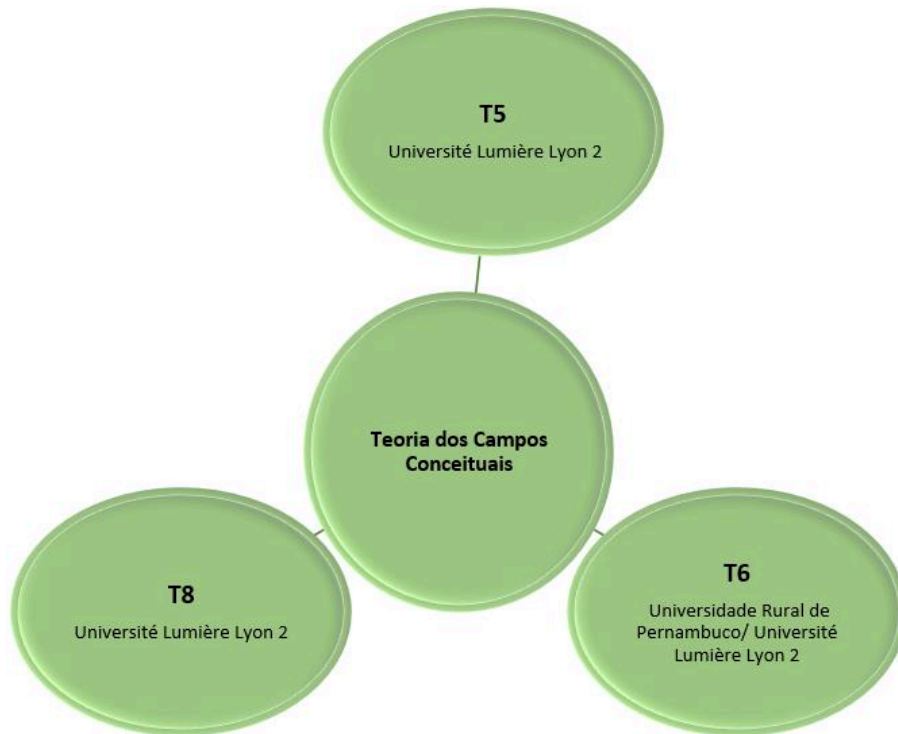 T5
Université Lumière Lyon 2
Teoria dos Campos
Conceituais
T8
Université Lumière Lyon 2
T6
Universidade Rural de
Pernambuco/ Université
Lumière Lyon 2